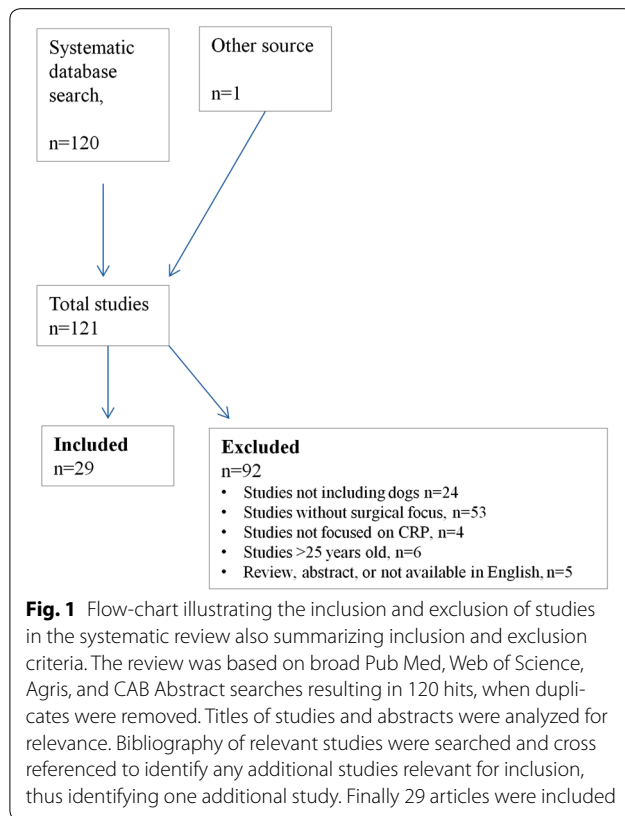 Systematic
database
search,
n=120
Other source
n=1
Total studies
n=121
Included
n=29
Excluded
n=92
• Studies not including dogs n=24
• Studies without surgical focus, n=53
• Studies not focused on CRP, n=4
• Studies >25 years old, n=6
• Review, abstract, or not available in English, n=5
Fig. 1 Flow-chart illustrating the inclusion and exclusion of studies
in the systematic review also summarizing inclusion and exclusion
criteria. The review was based on broad Pub Med, Web of Science,
Agris, and CAB Abstract searches resulting in 120 hits, when dupli-
cates were removed. Titles of studies and abstracts were analyzed for
relevance. Bibliography of relevant studies were searched and cross
referenced to identify any additional studies relevant for inclusion,
thus identifying one additional study. Finally 29 articles were included